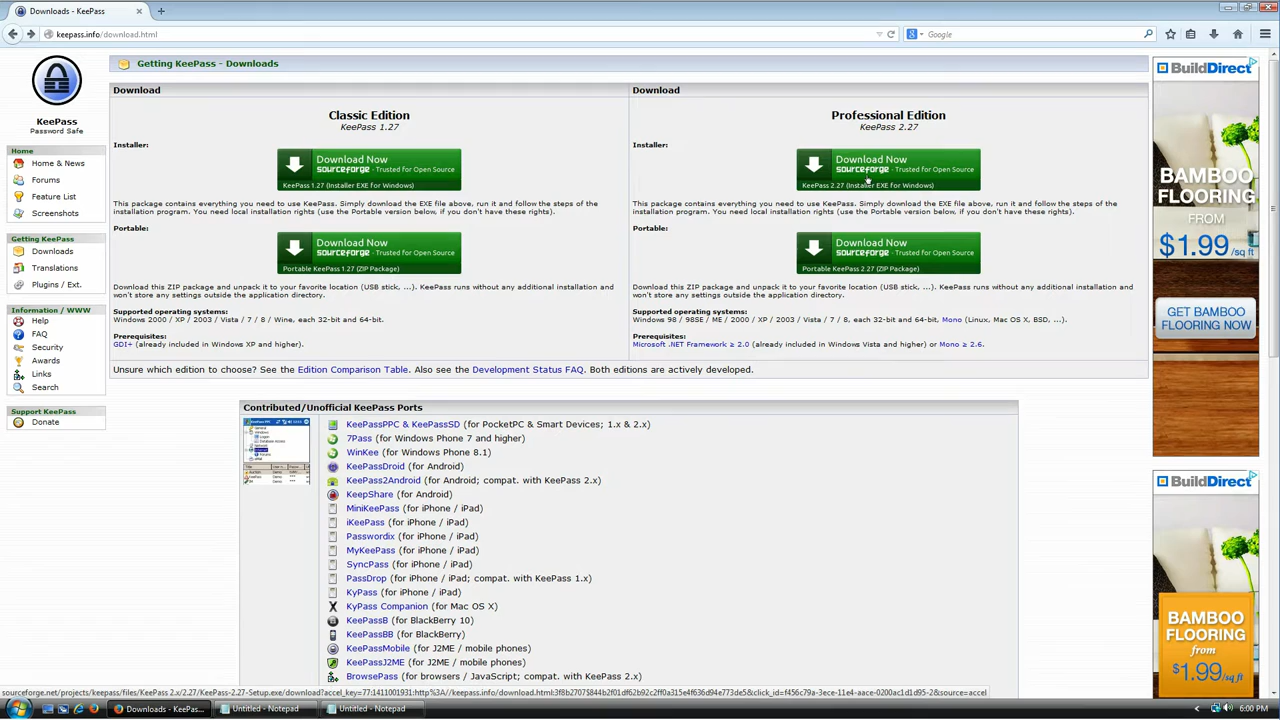 Downloads - KeePass
keepass.info/download.html
Google
KeePass
Password Safe
Home
Home & News
Forums
Feature List
Screenshots
Getting KeePass
Downloads
Translations
Plugins / Ext.
Information / WWW
Help
FAQ
Security
Awards
Links
Search
Support KeePass
Donate
Getting KeePass - Downloads
Download
Classic Edition
KeePass 1.27
Installer:
Download Now
sourceforge - Trusted for Open Source
KeePass 1.27 (Installer EXE for Windows)
This package contains everything you need to use KeePass. Simply download the EXE file above, run it and follow the steps of the
installation program. You need local installation rights (use the Portable version below, if you don't have these rights).
Portable:
Download Now
sourceforge - Trusted for Open Source
Portable KeePass 1.27 (ZIP Package)
Download this ZIP package and unpack it to your favorite location (USB stick, ...). KeePass runs without any additional installation and
won't store any settings outside the application directory.
Supported operating systems:
Windows 2000 / XP / 2003 / Vista / 7 / 8 / Wine, each 32-bit and 64-bit.
Prerequisites:
GDI+ (already included in Windows XP and higher).
Download
Professional Edition
KeePass 2.27
Installer:
Download Now
sourceforge - Trusted for Open Source
KeePass 2.27 (Installer EXE for Windows)
This package contains everything you need to use KeePass. Simply download the EXE file above, run it and follow the steps of the
installation program. You need local installation rights (use the Portable version below, if you don't have these rights).
Portable:
Download Now
sourceforge - Trusted for Open Source
Portable KeePass 2.27 (ZIP Package)
Download this ZIP package and unpack it to your favorite location (USB stick, ...). KeePass runs without any additional installation and
won't store any settings outside the application directory.
Supported operating systems:
Windows 98 / 98SE / ME / 2000 / XP / 2003 / Vista / 7 / 8, each 32-bit and 64-bit, Mono (Linux, Mac OS X, BSD, ...).
Prerequisites:
Microsoft .NET Framework ≥ 2.0 (already included in Windows Vista and higher) or Mono ≥ 2.6.
Unsure which edition to choose? See the Edition Comparison Table. Also see the Development Status FAQ. Both editions are actively developed.
Contributed/Unofficial KeePass Ports
KeePassPPC & KeePassSD (for PocketPC & Smart Devices; 1.x & 2.x)
7Pass (for Windows Phone 7 and higher)
WinKee (for Windows Phone 8.1)
KeePassDroid (for Android)
KeePass2Android (for Android; compat. with KeePass 2.x)
KeepShare (for Android)
MiniKeePass (for iPhone / iPad)
iKeePass (for iPhone / iPad)
Passwordix (for iPhone / iPad)
MyKeePass (for iPhone / iPad)
SyncPass (for iPhone / iPad)
PassDrop (for iPhone / iPad; compat. with KeePass 1.x)
KyPass (for iPhone / iPad)
KyPass Companion (for Mac OS X)
KeePassB (for BlackBerry 10)
KeePassBB (for BlackBerry)
KeePassMobile (for J2ME / mobile phones)
KeePassJ2ME (for J2ME / mobile phones)
BrowsePass (for browsers / JavaScript; compat. with KeePass 2.x)
BuildDirect
BAMBOO
FLOORING
FROM
$1.99/sq ft
GET BAMBOO
FLOORING NOW
BuildDirect
BAMBOO
FLOORING
from
$1.99/sq ft
Downloads - KeePas...
Untitled - Notepad
Untitled - Notepad
6:00 PM